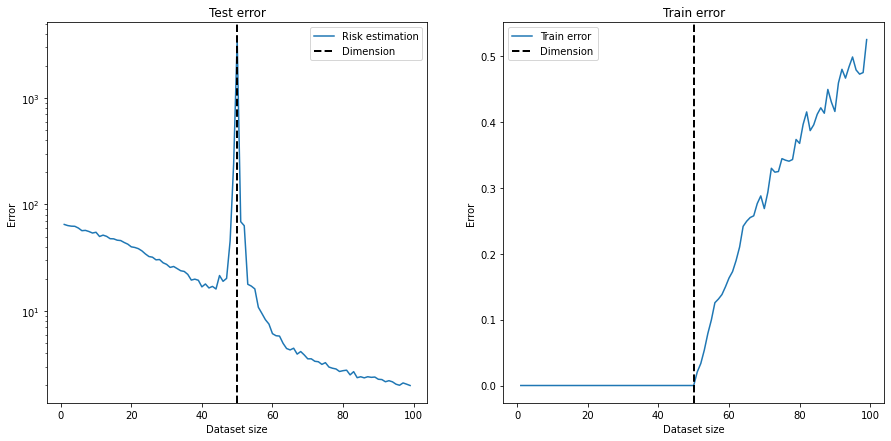 Test error
Risk estimation
Dimension
Error
10³
10²
10¹
0
20
40
60
80
100
Dataset size
Train error
Train error
Dimension
Error
0.5
0.4
0.3
0.2
0.1
0.0
0
20
40
60
80
100
Dataset size